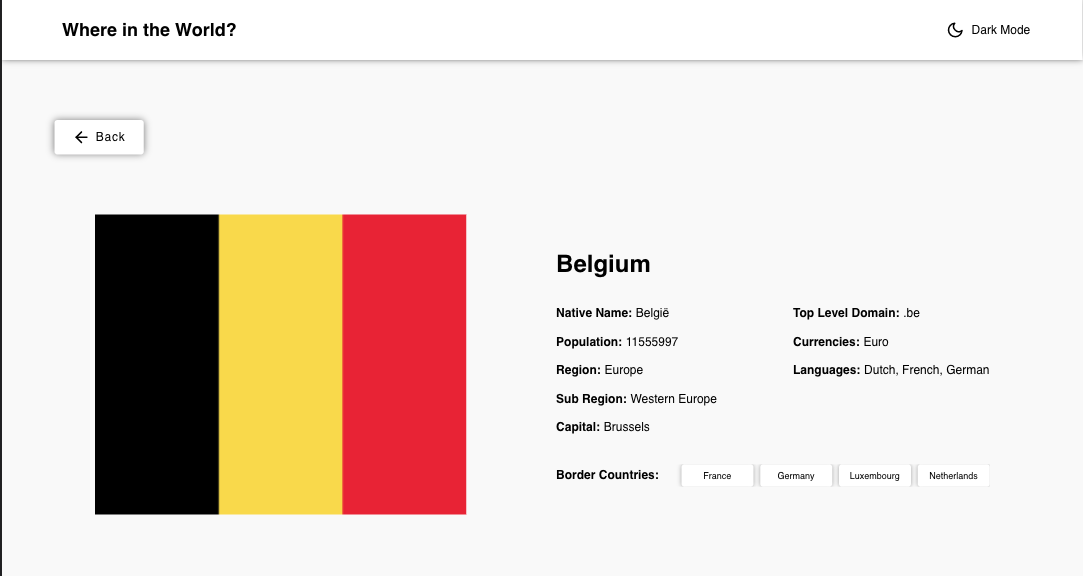 Where in the World?
Dark Mode
Back
Belgium
Native Name: België
Population: 11555997
Region: Europe
Sub Region: Western Europe
Capital: Brussels
Top Level Domain: .be
Currencies: Euro
Languages: Dutch, French, German
Border Countries: France Germany Luxembourg Netherlands